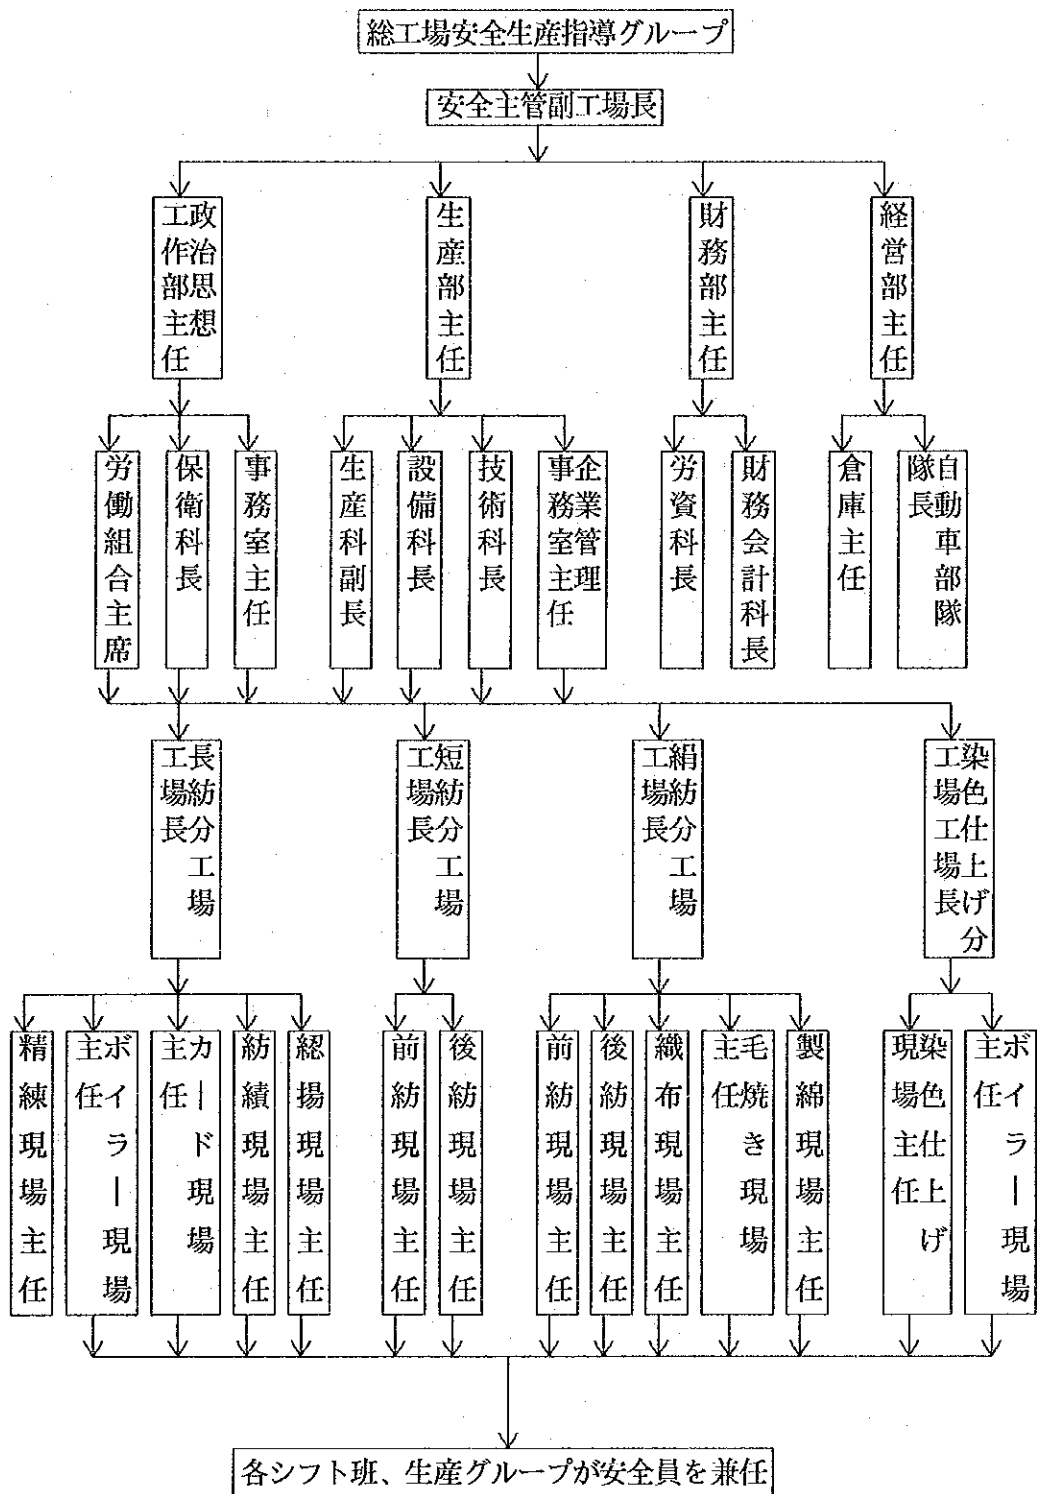 総工場安全生産指導グループ
安全主管副工場長
政治思想
工作部主任
生産部主任
財務部主任
経営部主任
労働組合主席
保衛科長
事務室主任
生産科副長
設備科長
技術科長
企業管理
事務室主任
労資科長
財務会計科長
倉庫主任
自動車部隊
隊長
長紡分工場
工場長
短紡分工場
工場長
絹紡分工場
工場長
染色仕上げ分
工場工場長
精練現場主任
ボイラー現場
主任
カード現場
主任
紡績現場主任
綛揚現場主任
前紡現場主任
後紡現場主任
前紡現場主任
後紡現場主任
織布現場主任
毛焼き現場
主任
製綿現場主任
染色仕上げ
現場主任
ボイラー現場
主任
各シフト班、生産グループが安全員を兼任